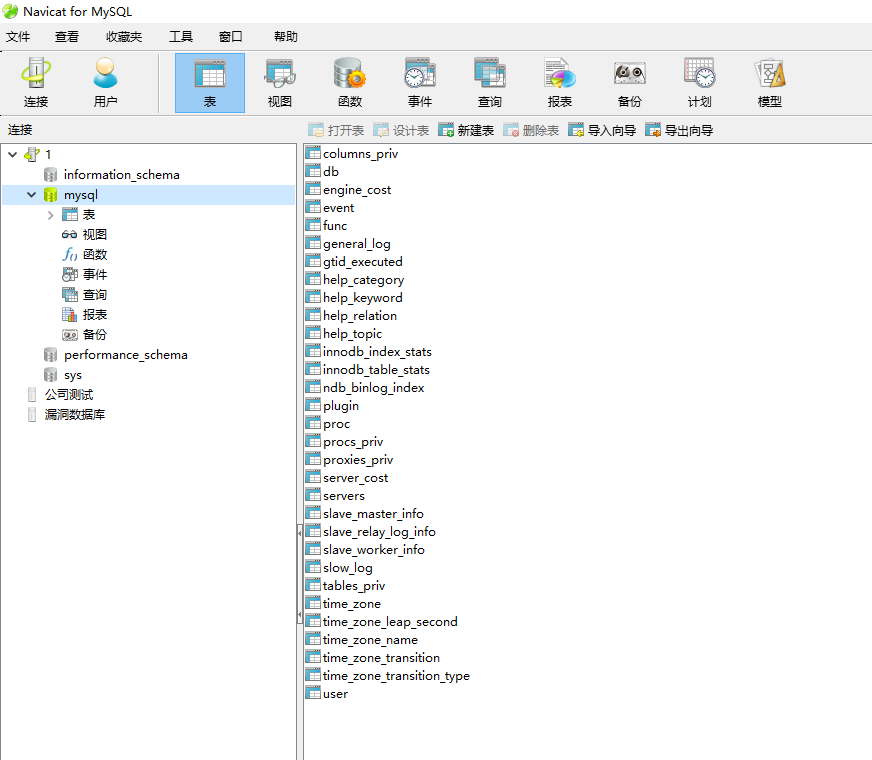 Navicat for MySQL
文件 查看 收藏夹 工具 窗口 帮助
连接 用户 表 视图 函数 事件 查询 报表 备份 计划 模型
连接 打开表 设计表 新建表 删除表 导入向导 导出向导
1
information_schema
mysql
表
视图
函数
事件
查询
报表
备份
performance_schema
sys
公司测试
漏洞数据库
columns_priv
db
engine_cost
event
func
general_log
gtid_executed
help_category
help_keyword
help_relation
help_topic
innodb_index_stats
innodb_table_stats
ndb_binlog_index
plugin
proc
procs_priv
proxies_priv
server_cost
servers
slave_master_info
slave_relay_log_info
slave_worker_info
slow_log
tables_priv
time_zone
time_zone_leap_second
time_zone_name
time_zone_transition
time_zone_transition_type
user